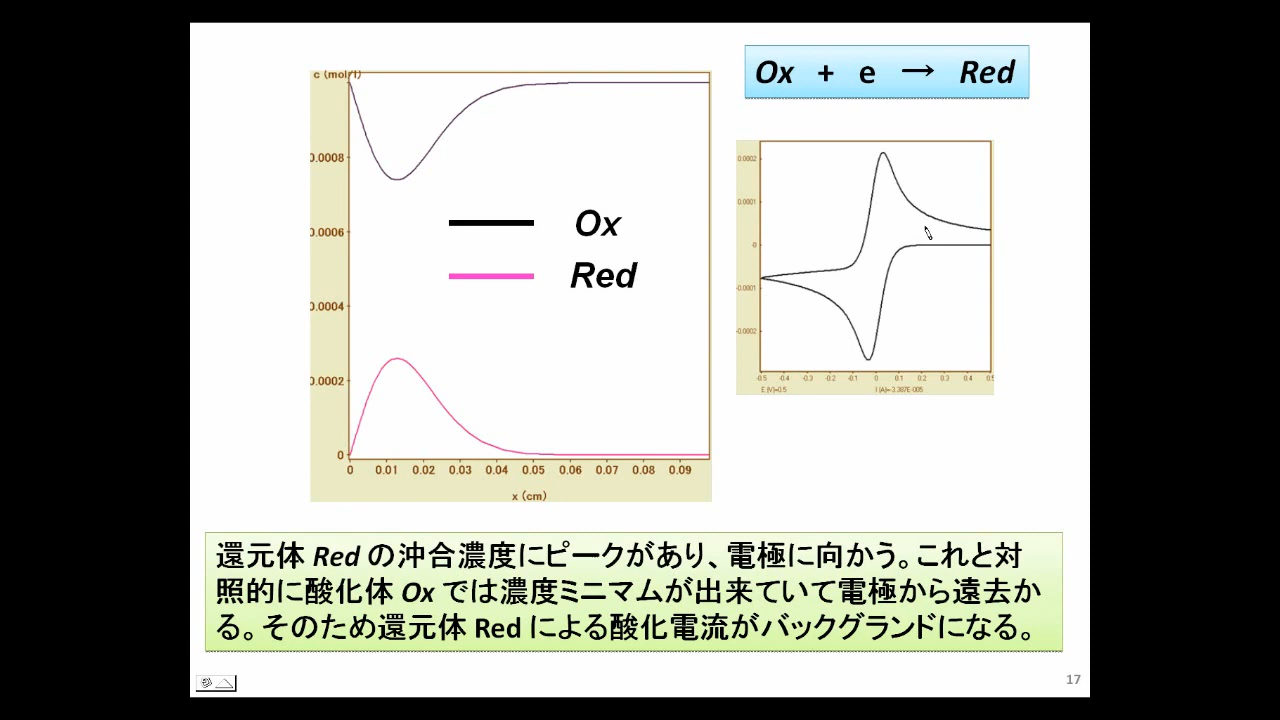 Ox + e → Red
c (mol/l)
0.0008
0.0006
0.0004
0.0002
0
0 0.01 0.02 0.03 0.04 0.05 0.06 0.07 0.08 0.09
x (cm)
Ox
Red
0.0002
0.0001
0
-0.0001
-0.0002
-0.5 -0.4 -0.3 -0.2 -0.1 0 0.1 0.2 0.3 0.4 0.5
E (V)=0.5 I (A)=-3.387E-005
還元体 Red の沖合濃度にピークがあり、電極に向かう。これと対
照的に酸化体 Ox では濃度ミニマムが出来ていて電極から遠去か
る。そのため還元体 Red による酸化電流がバックグランドになる。
17